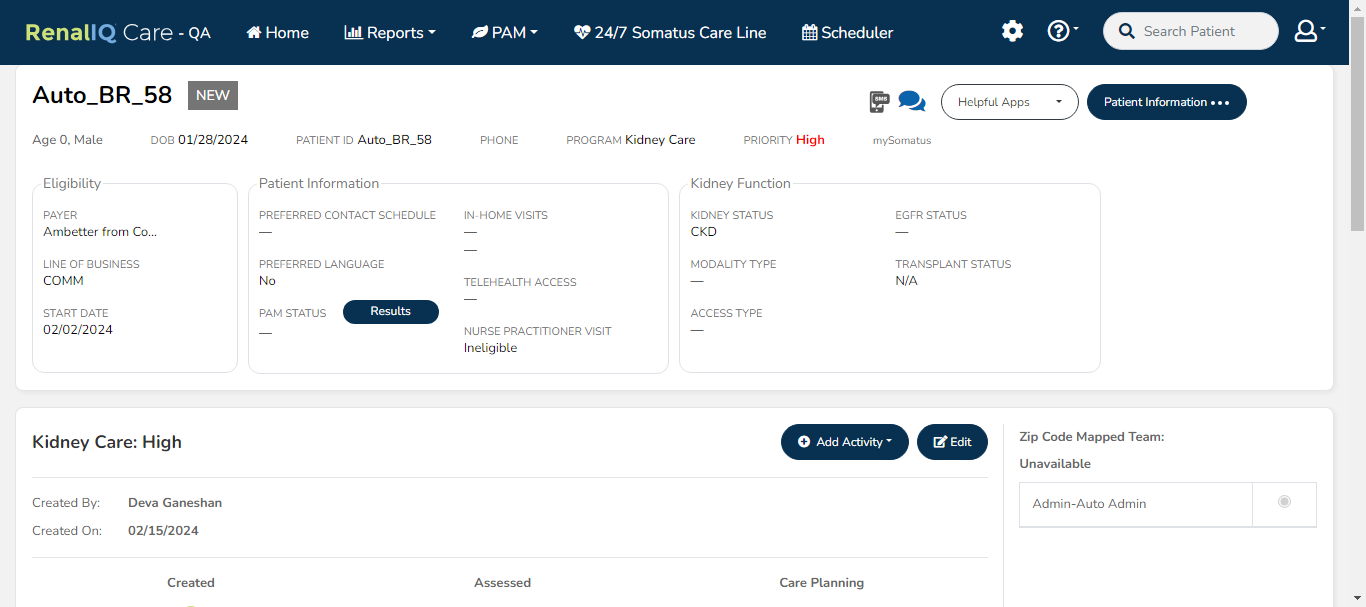 RenalIQ Care - QA Home Reports PAM 24/7 Somatus Care Line Scheduler Search Patient
Auto_BR_58 NEW SMS Helpful Apps Patient Information
Age 0, Male DOB 01/28/2024 PATIENT ID Auto_BR_58 PHONE PROGRAM Kidney Care PRIORITY High mySomatus
Eligibility
PAYER
Ambetter from Co...
LINE OF BUSINESS
COMM
START DATE
02/02/2024
Patient Information
PREFERRED CONTACT SCHEDULE
—
PREFERRED LANGUAGE
No
PAM STATUS Results
—
IN-HOME VISITS
—
—
TELEHEALTH ACCESS
—
NURSE PRACTITIONER VISIT
Ineligible
Kidney Function
KIDNEY STATUS
CKD
MODALITY TYPE
—
ACCESS TYPE
—
EGFR STATUS
—
TRANSPLANT STATUS
N/A
Kidney Care: High Add Activity Edit
Created By: Deva Ganeshan
Created On: 02/15/2024
Created Assessed Care Planning
Zip Code Mapped Team:
Unavailable
Admin-Auto Admin